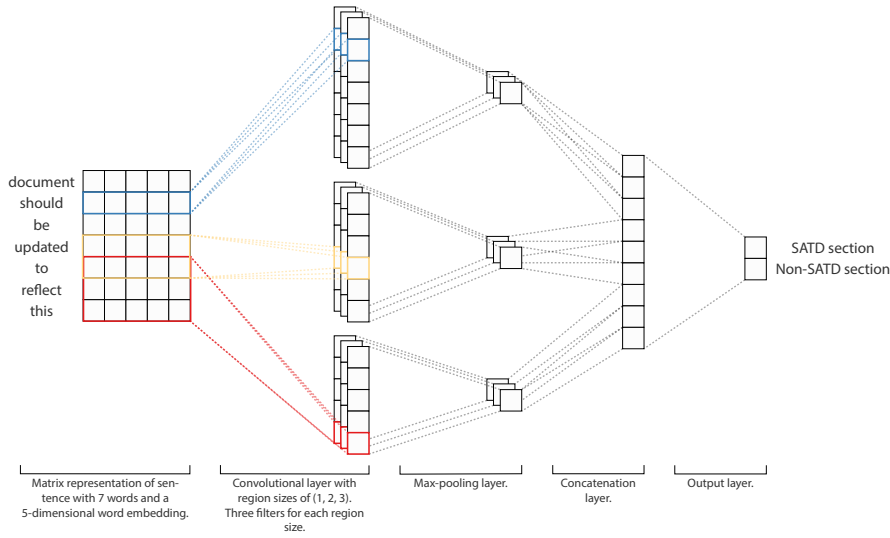 document
should
be
updated
to
reflect
this
SATD section
Non-SATD section
Matrix representation of sen-
tence with 7 words and a
5-dimensional word embedding.
Convolutional layer with
region sizes of (1, 2, 3).
Three filters for each region
size.
Max-pooling layer.
Concatenation
layer.
Output layer.